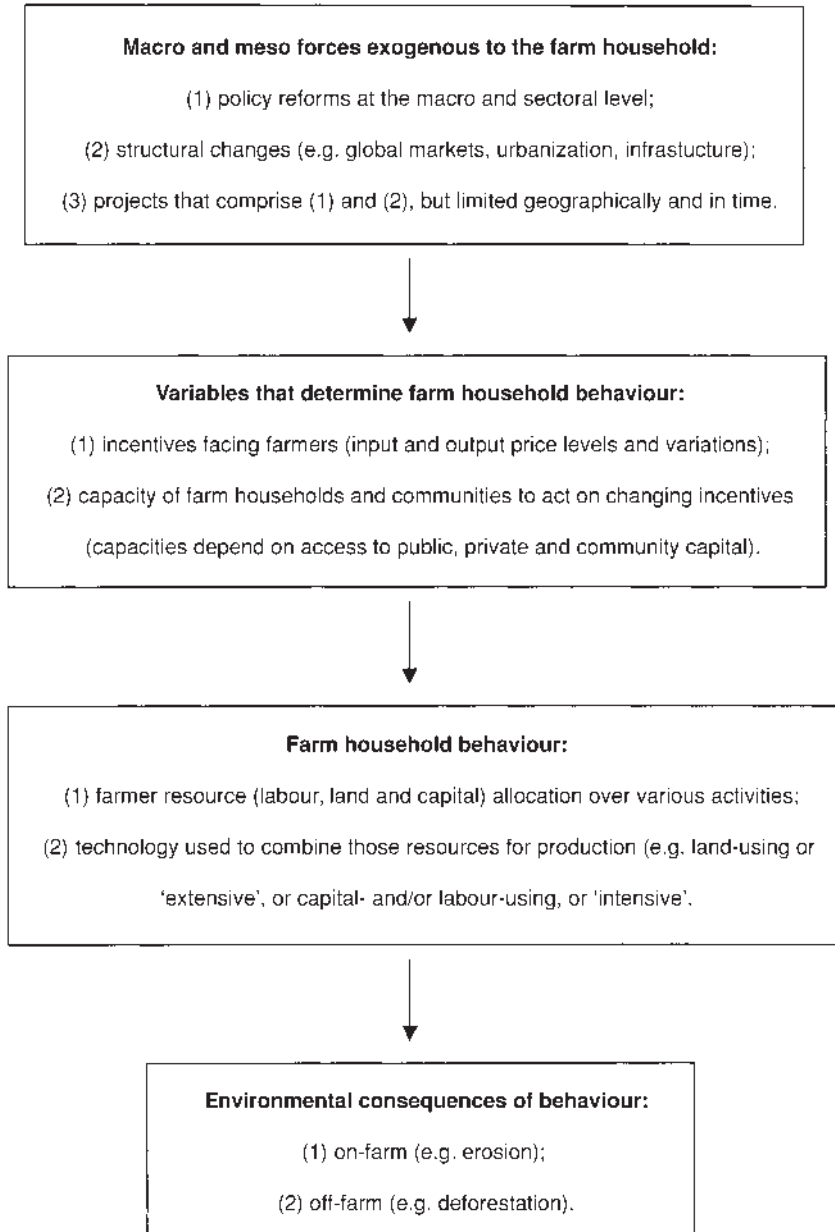 Macro and meso forces exogenous to the farm household:
(1) policy reforms at the macro and sectoral level;
(2) structural changes (e.g. global markets, urbanization, infrastucture);
(3) projects that comprise (1) and (2), but limited geographically and in time.
Variables that determine farm household behaviour:
(1) incentives facing farmers (input and output price levels and variations);
(2) capacity of farm households and communities to act on changing incentives
(capacities depend on access to public, private and community capital).
Farm household behaviour:
(1) farmer resource (labour, land and capital) allocation over various activities;
(2) technology used to combine those resources for production (e.g. land-using or
‘extensive’, or capital- and/or labour-using, or ‘intensive’.
Environmental consequences of behaviour:
(1) on-farm (e.g. erosion);
(2) off-farm (e.g. deforestation).